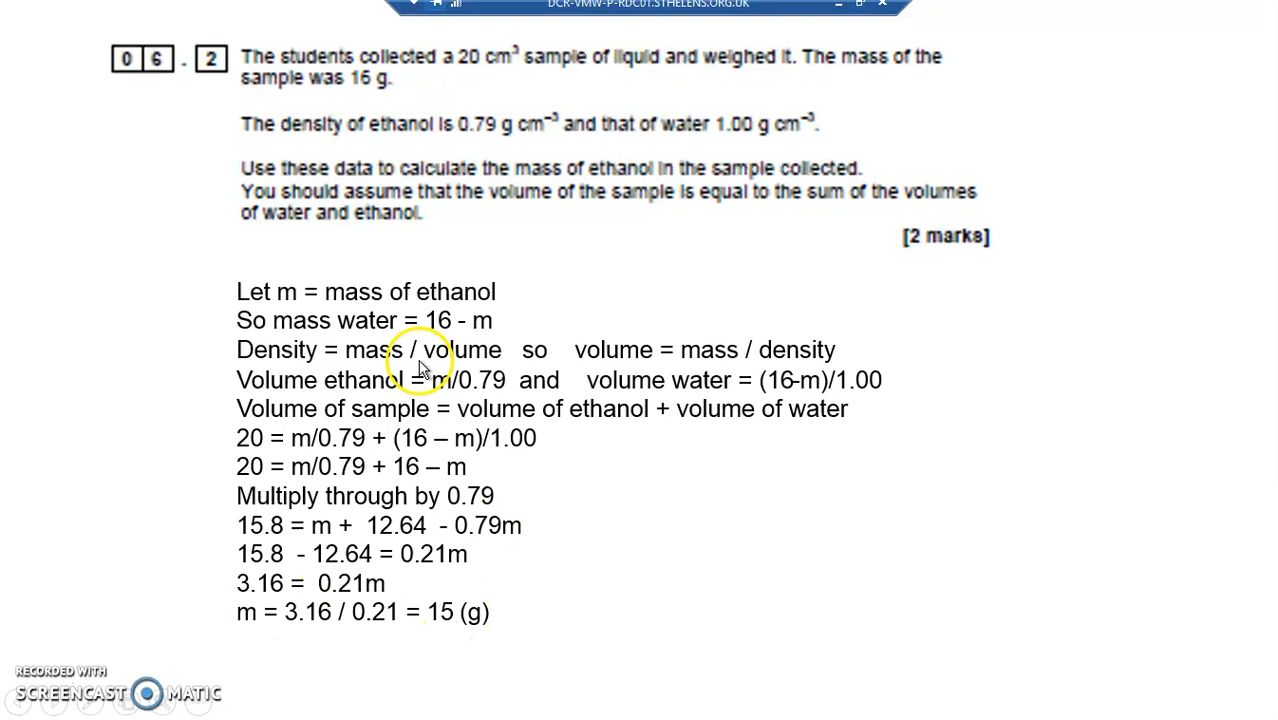 DCR-VMW-P-RDC01.STHELENS.ORG.UK
0 6 . 2 The students collected a 20 cm³ sample of liquid and weighed it. The mass of the
sample was 16 g.
The density of ethanol is 0.79 g cm⁻³ and that of water 1.00 g cm⁻³.
Use these data to calculate the mass of ethanol in the sample collected.
You should assume that the volume of the sample is equal to the sum of the volumes
of water and ethanol.
[2 marks]
Let m = mass of ethanol
So mass water = 16 - m
Density = mass / volume so volume = mass / density
Volume ethanol = m/0.79 and volume water = (16-m)/1.00
Volume of sample = volume of ethanol + volume of water
20 = m/0.79 + (16 – m)/1.00
20 = m/0.79 + 16 – m
Multiply through by 0.79
15.8 = m + 12.64 - 0.79m
15.8 - 12.64 = 0.21m
3.16 = 0.21m
m = 3.16 / 0.21 = 15 (g)
RECORDED WITH
SCREENCAST MATIC